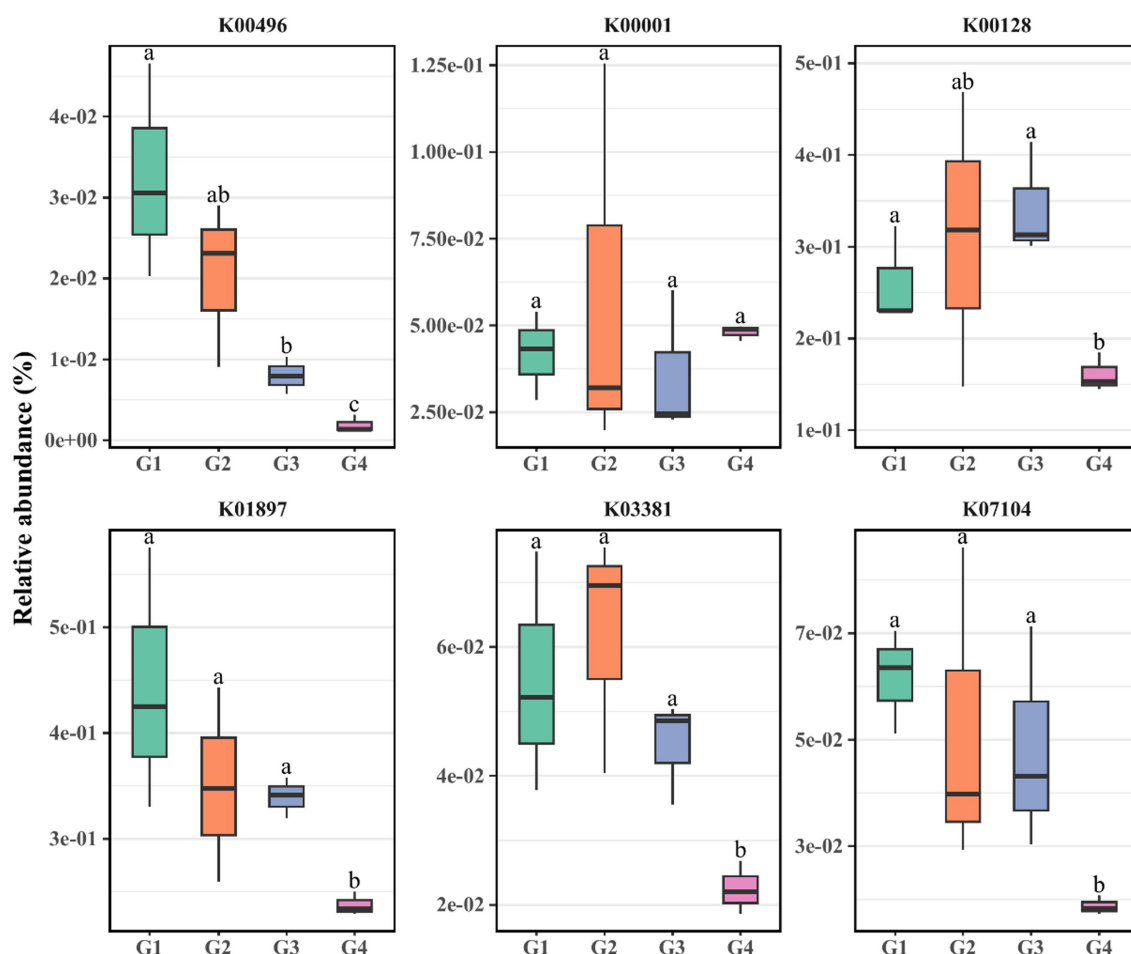 K00496 K00001 K00128
a a ab
1.25e-01 5e-01
4e-02 a
1.00e-01 4e-01 a
ab
3e-02 7.50e-02 a
3e-01
2e-02 a a a
5.00e-02 2e-01
b b
1e-02
c 2.50e-02
0e+00 1e-01
G1 G2 G3 G4 G1 G2 G3 G4 G1 G2 G3 G4
Relative abundance (%)
K01897 K03381 K07104
a a a a
5e-01 a 7e-02 a
6e-02
a a
4e-01 5e-02
a
4e-02
3e-01 3e-02
b b b
2e-02
G1 G2 G3 G4 G1 G2 G3 G4 G1 G2 G3 G4